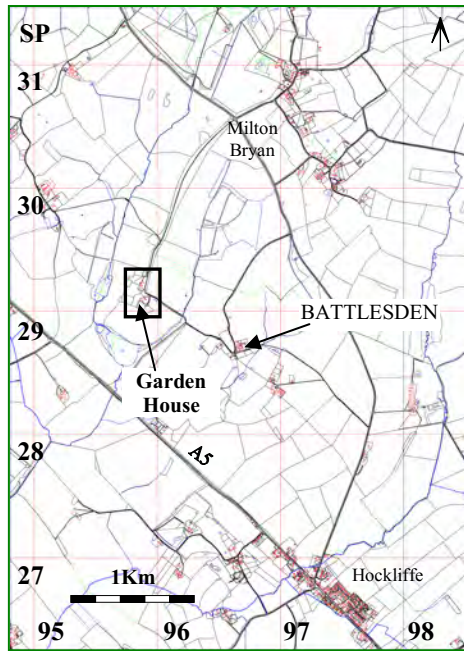 SP
31
Milton
Bryan
30
29
BATTLESDEN
Garden
House
28
A5
27
1Km
Hockliffe
95 96 97 98